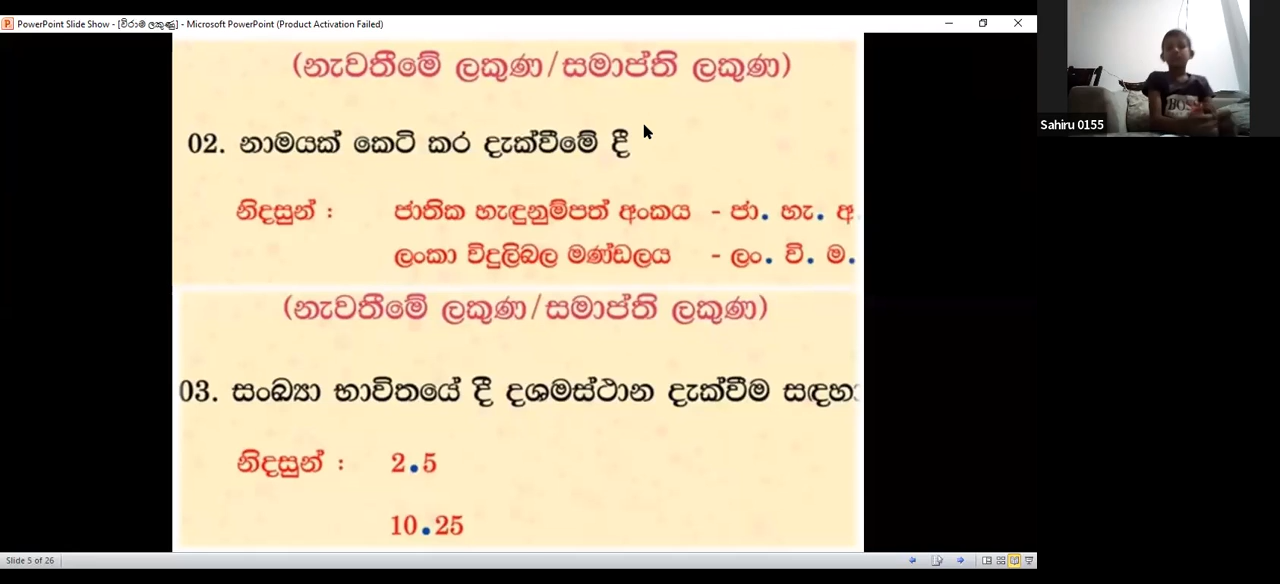 PowerPoint Slide Show - [විරාම ලකුණු] - Microsoft PowerPoint (Product Activation Failed)
(නැවතීමේ ලකුණ/සමාප්ති ලකුණ)
02. නාමයක් කෙටි කර දැක්වීමේ දී
නිදසුන් : ජාතික හැඳුනුම්පත් අංකය - ජා. හැ. අ
ලංකා විදුලිබල මණ්ඩලය - ලං. වි. ම.
(නැවතීමේ ලකුණ/සමාප්ති ලකුණ)
03. සංඛ්‍යා භාවිතයේ දී දශමස්ථාන දැක්වීම සඳහා
නිදසුන් : 2.5
10.25
Slide 5 of 26
Sahiru 0155
BOSS